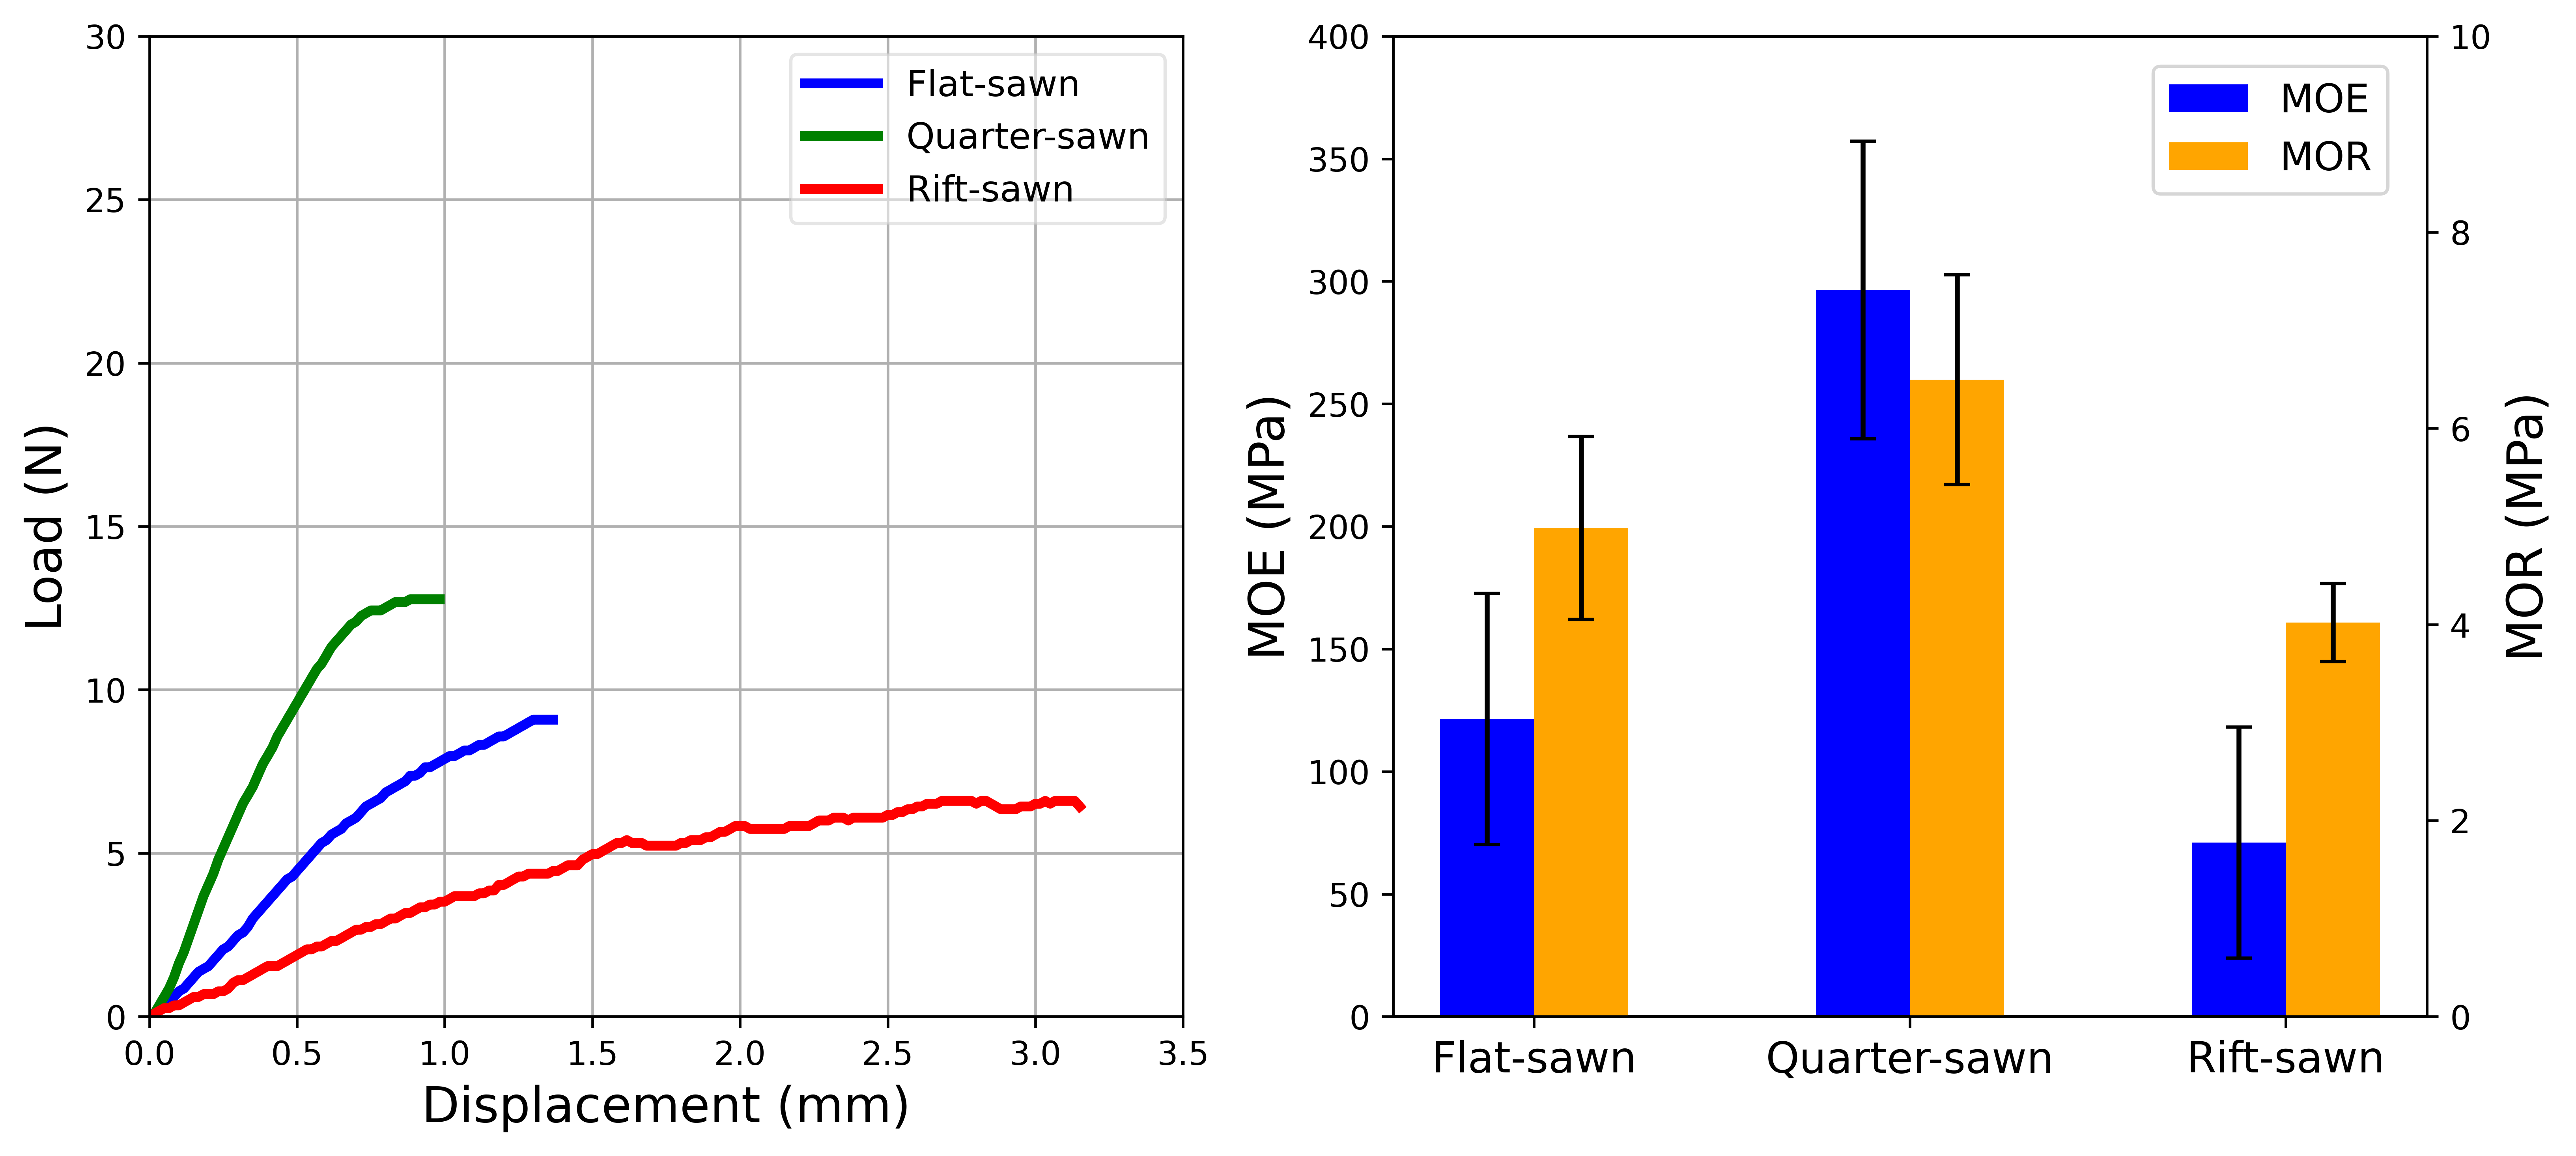 30
25
20
15
10
5
0
Load (N)
0.0 0.5 1.0 1.5 2.0 2.5 3.0 3.5
Displacement (mm)
Flat-sawn
Quarter-sawn
Rift-sawn
400
350
300
250
200
150
100
50
0
MOE (MPa)
MOE
MOR
10
8
6
4
2
0
MOR (MPa)
Flat-sawn Quarter-sawn Rift-sawn